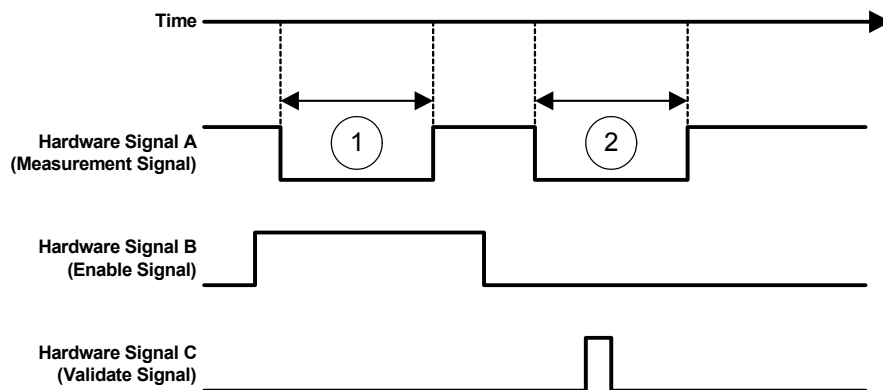 Time
Hardware Signal A
(Measurement Signal)
1
2
Hardware Signal B
(Enable Signal)
Hardware Signal C
(Validate Signal)